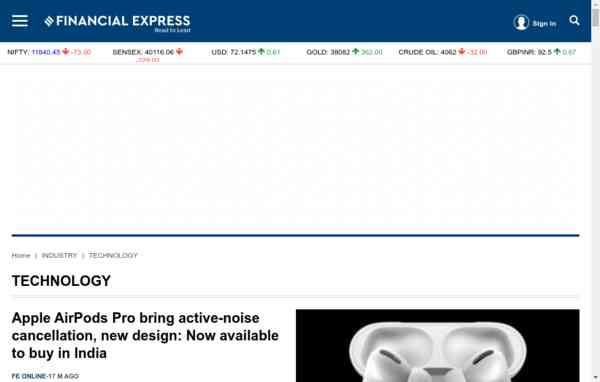 FINANCIAL EXPRESS
Read to Lead
Sign In
NIFTY: 11840.45 -73.00 SENSEX: 40116.06 USD: 72.1475 0.61 GOLD: 38082 362.00 CRUDE OIL: 4062 -32.00 GBPINR: 92.5 0.67
Home | INDUSTRY | TECHNOLOGY
TECHNOLOGY
Apple AirPods Pro bring active-noise
cancellation, new design: Now available
to buy in India
FE ONLINE-17 M AGO